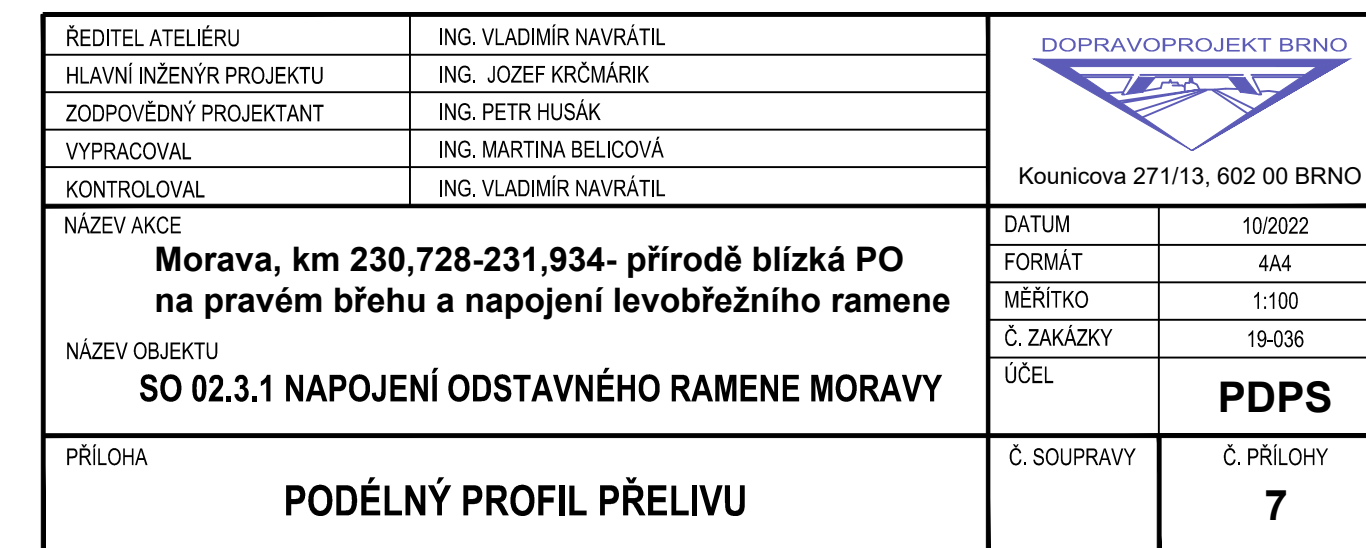 ŘEDITEL ATELIÉRU ING. VLADIMÍR NAVRÁTIL
HLAVNÍ INŽENÝR PROJEKTU ING. JOZEF KRČMÁRIK
ZODPOVĚDNÝ PROJEKTANT ING. PETR HUSÁK
VYPRACOVAL ING. MARTINA BELICOVÁ
KONTROLOVAL ING. VLADIMÍR NAVRÁTIL
DOPRAVOPROJEKT BRNO
Kounicova 271/13, 602 00 BRNO
NÁZEV AKCE
Morava, km 230,728-231,934- přírodě blízká PO
na pravém břehu a napojení levobřežního ramene
NÁZEV OBJEKTU
SO 02.3.1 NAPOJENÍ ODSTAVNÉHO RAMENE MORAVY
DATUM 10/2022
FORMÁT 4A4
MĚŘÍTKO 1:100
Č. ZAKÁZKY 19-036
ÚČEL PDPS
PŘÍLOHA
PODÉLNÝ PROFIL PŘELIVU
Č. SOUPRAVY
Č. PŘÍLOHY
7